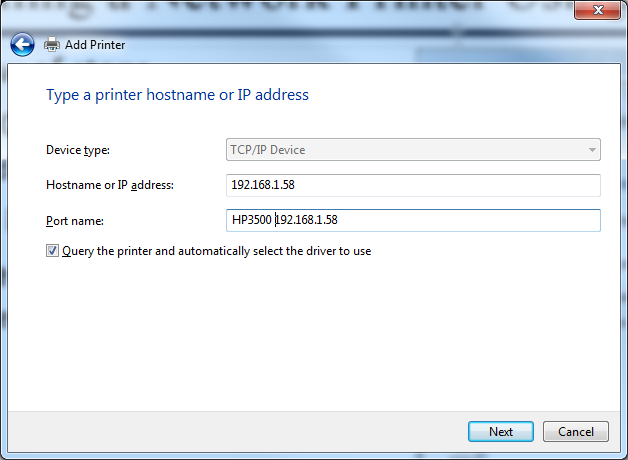 Add Printer
Type a printer hostname or IP address
Device type:
TCP/IP Device
Hostname or IP address:
192.168.1.58
Port name:
HP3500 192.168.1.58
Query the printer and automatically select the driver to use
Next
Cancel